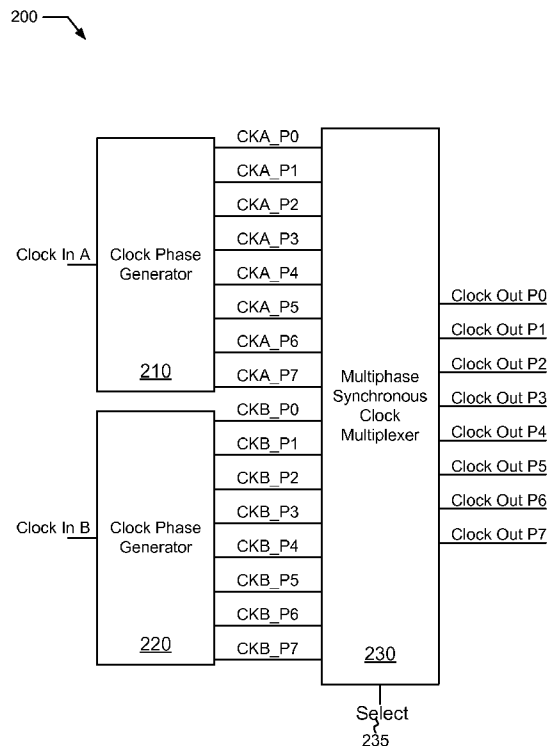 200
CKA_P0
CKA_P1
CKA_P2
CKA_P3
CKA_P4
CKA_P5
CKA_P6
CKA_P7
Clock In A
Clock Phase
Generator
210
CKB_P0
CKB_P1
CKB_P2
CKB_P3
CKB_P4
CKB_P5
CKB_P6
CKB_P7
Clock In B
Clock Phase
Generator
220
Multiphase
Synchronous
Clock
Multiplexer
230
Clock Out P0
Clock Out P1
Clock Out P2
Clock Out P3
Clock Out P4
Clock Out P5
Clock Out P6
Clock Out P7
Select
235